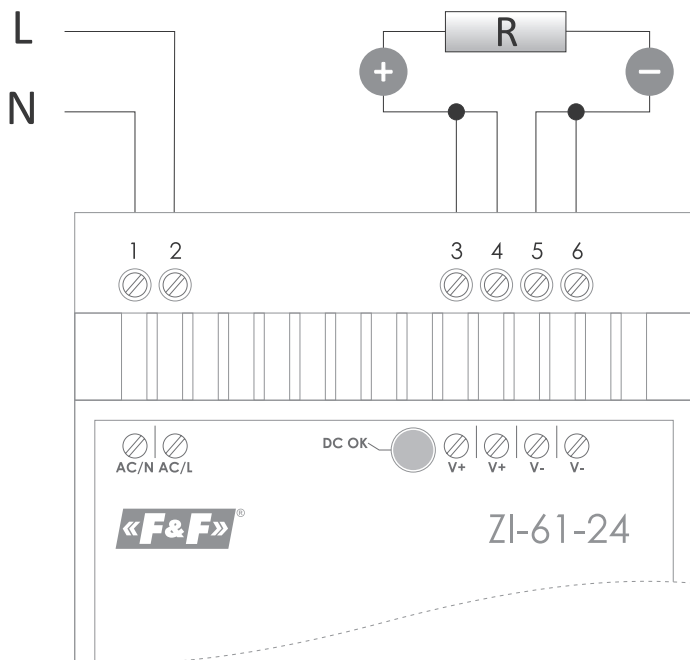 L
R
+ −
N
1 2 3 4 5 6
DC OK
AC/N AC/L V+ V+ V- V-
«F&F»®
ZI-61-24